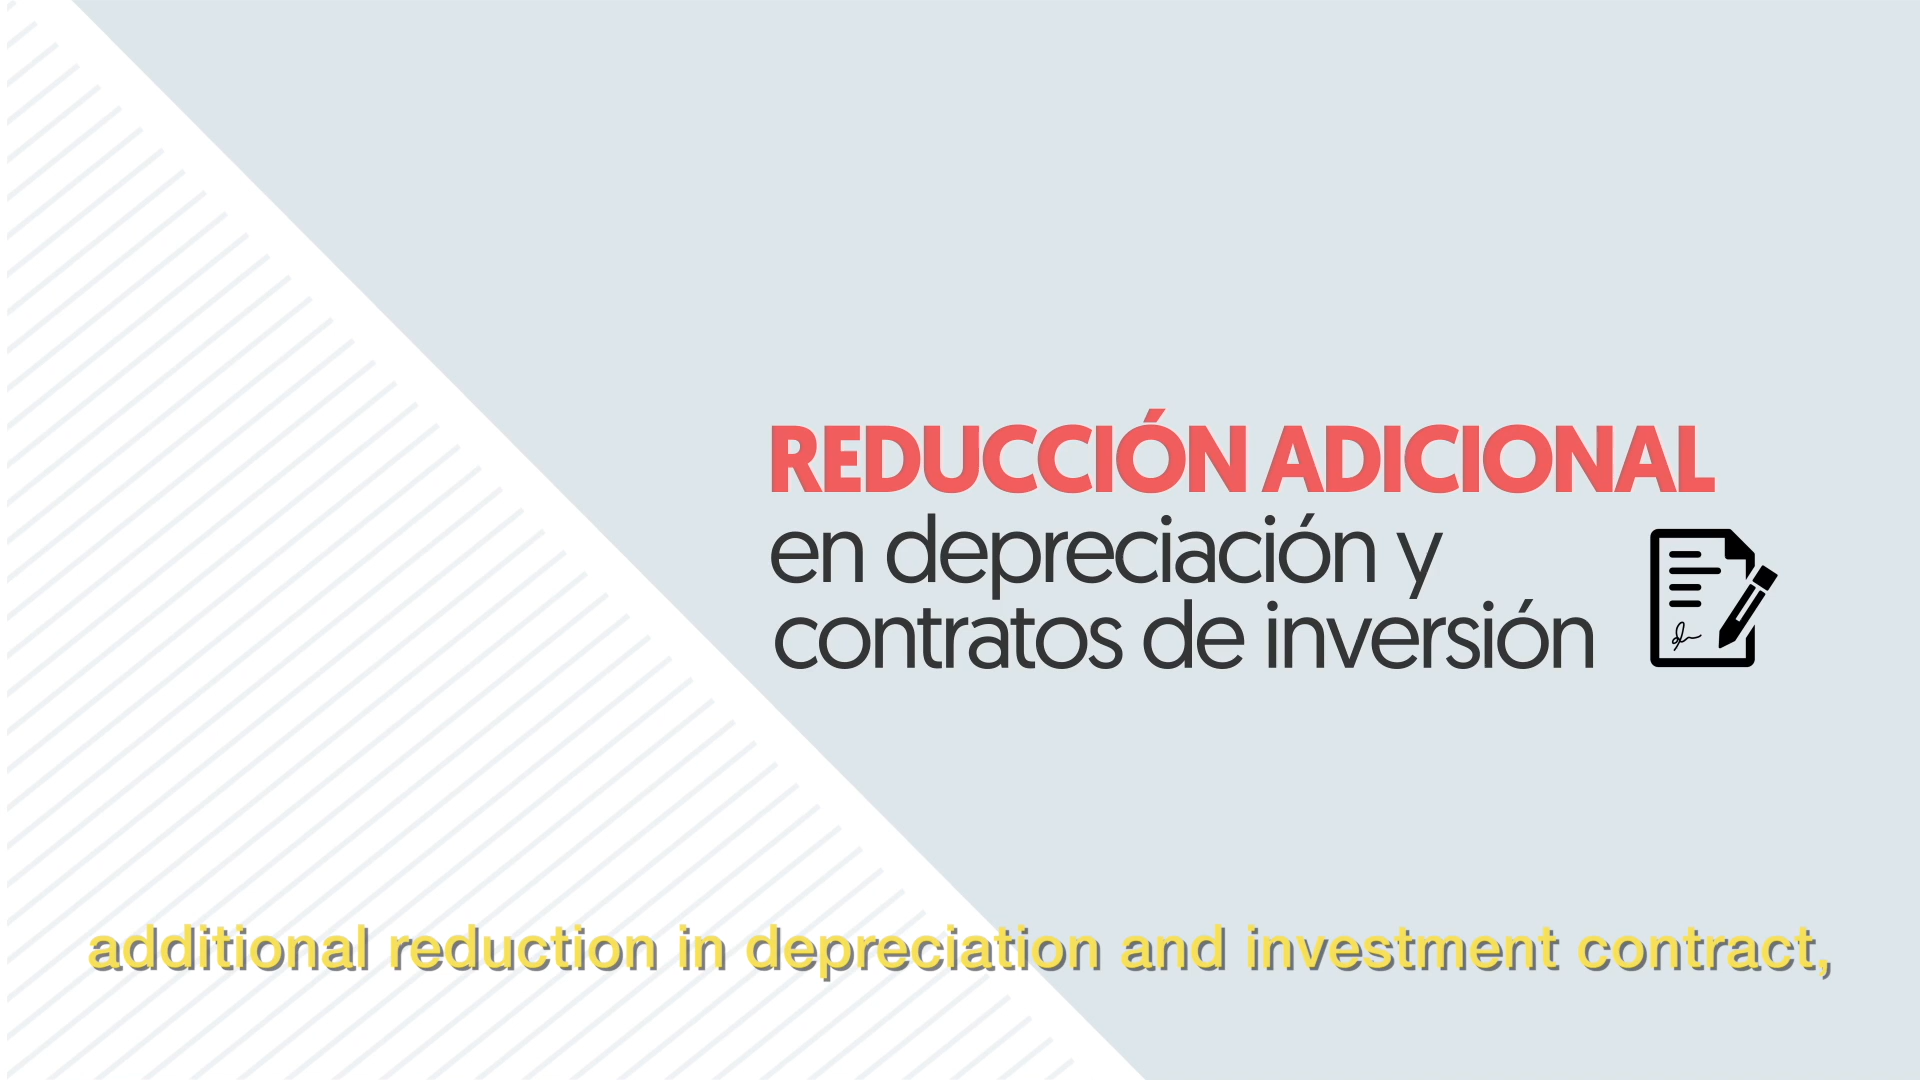 REDUCCIÓN ADICIONAL
en depreciación y
contratos de inversión
additional reduction in depreciation and investment contract,